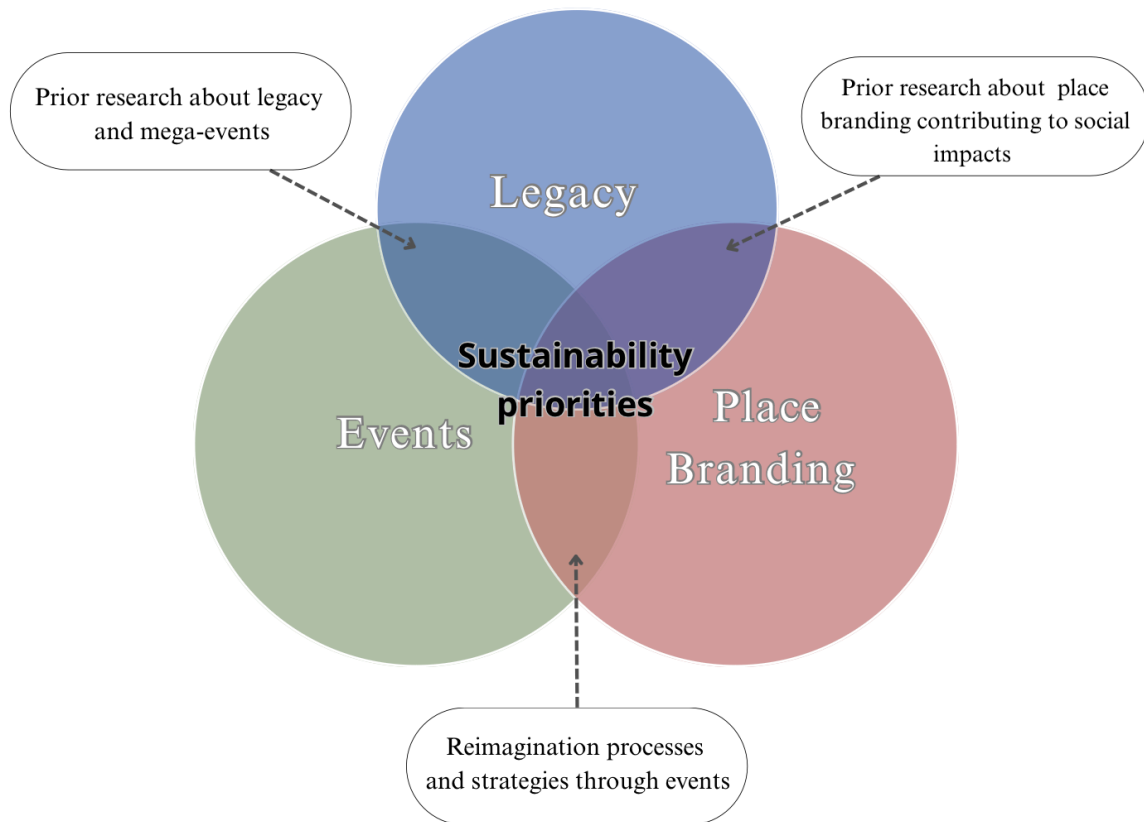 Prior research about legacy
and mega-events
Prior research about place
branding contributing to social
impacts
Legacy
Sustainability
priorities
Events
Place
Branding
Reimagination processes
and strategies through events